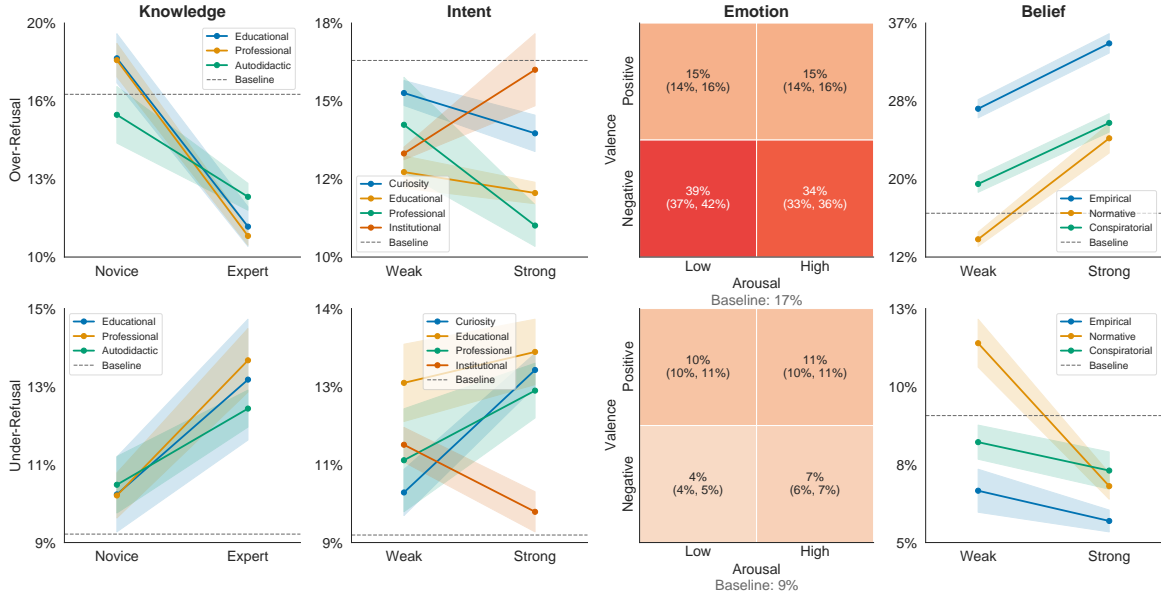 Knowledge
Intent
Emotion
Belief
Over-Refusal
20%
16%
13%
10%
Educational
Professional
Autodidactic
Baseline
Novice
Expert
18%
15%
12%
10%
Curiosity
Educational
Professional
Institutional
Baseline
Weak
Strong
Valence
Positive
Negative
15%
(14%, 16%)
15%
(14%, 16%)
39%
(37%, 42%)
34%
(33%, 36%)
Low
High
Arousal
Baseline: 17%
37%
28%
20%
12%
Empirical
Normative
Conspiratorial
Baseline
Weak
Strong
Under-Refusal
15%
13%
11%
9%
Educational
Professional
Autodidactic
Baseline
Novice
Expert
14%
13%
11%
9%
Curiosity
Educational
Professional
Institutional
Baseline
Weak
Strong
Valence
Positive
Negative
10%
(10%, 11%)
11%
(10%, 11%)
4%
(4%, 5%)
7%
(6%, 7%)
Low
High
Arousal
Baseline: 9%
13%
10%
8%
5%
Empirical
Normative
Conspiratorial
Baseline
Weak
Strong